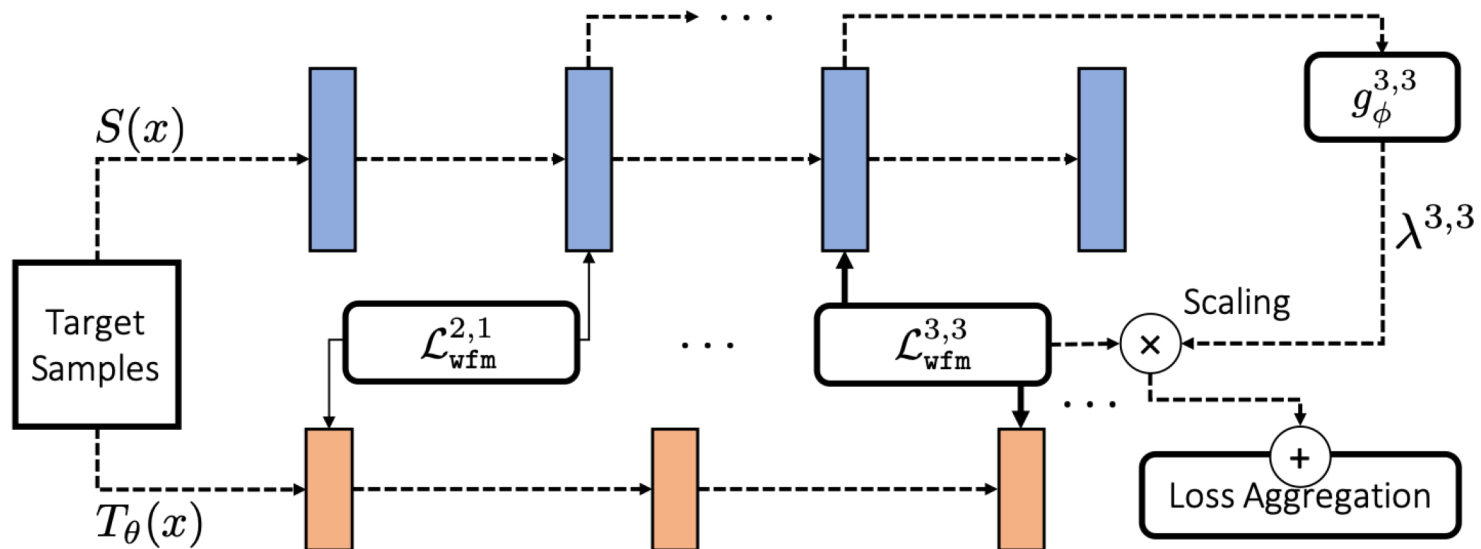 . . .
g_ϕ^{3,3}
S(x)
λ^{3,3}
Target
Samples
ℒ_wfm^{2,1}
. . .
ℒ_wfm^{3,3}
Scaling
×
. . .
+
Loss Aggregation
T_θ(x)